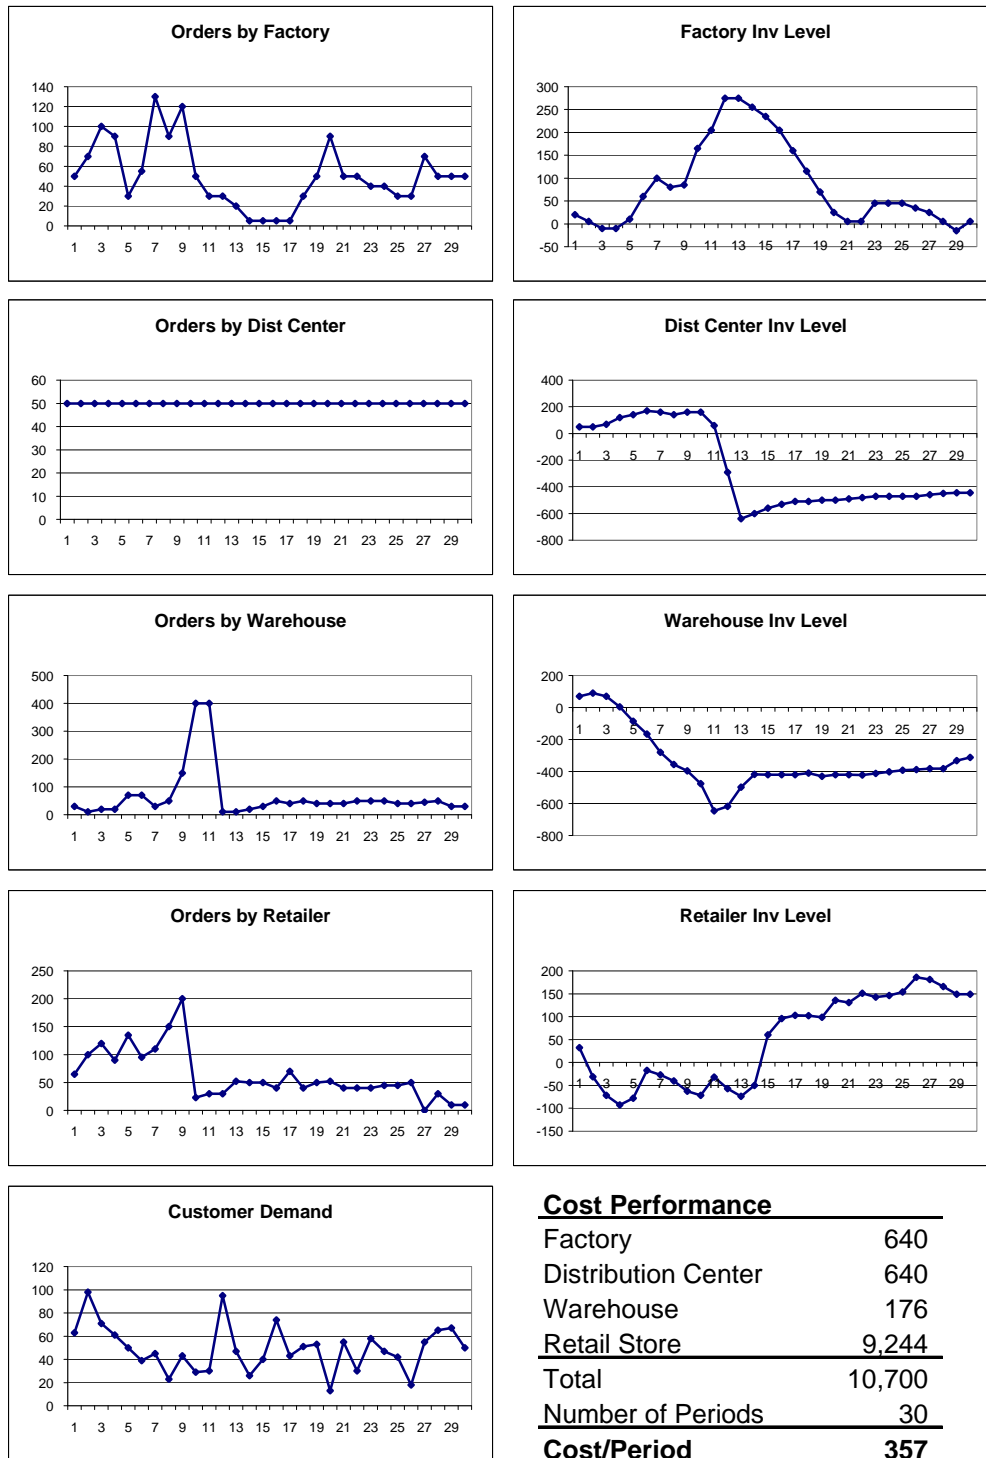 Orders by Factory
140
120
100
80
60
40
20
0
1 3 5 7 9 11 13 15 17 19 21 23 25 27 29
Factory Inv Level
300
250
200
150
100
50
0
-50
1 3 5 7 9 11 13 15 17 19 21 23 25 27 29
Orders by Dist Center
60
50
40
30
20
10
0
1 3 5 7 9 11 13 15 17 19 21 23 25 27 29
Dist Center Inv Level
400
200
0
-200
-400
-600
-800
1 3 5 7 9 11 13 15 17 19 21 23 25 27 29
Orders by Warehouse
500
400
300
200
100
0
1 3 5 7 9 11 13 15 17 19 21 23 25 27 29
Warehouse Inv Level
200
0
-200
-400
-600
-800
1 3 5 7 9 11 13 15 17 19 21 23 25 27 29
Orders by Retailer
250
200
150
100
50
0
1 3 5 7 9 11 13 15 17 19 21 23 25 27 29
Retailer Inv Level
200
150
100
50
0
-50
-100
-150
1 3 5 7 9 11 13 15 17 19 21 23 25 27 29
Customer Demand
120
100
80
60
40
20
0
1 3 5 7 9 11 13 15 17 19 21 23 25 27 29
Cost Performance
Factory 640
Distribution Center 640
Warehouse 176
Retail Store 9,244
Total 10,700
Number of Periods 30
Cost/Period 357